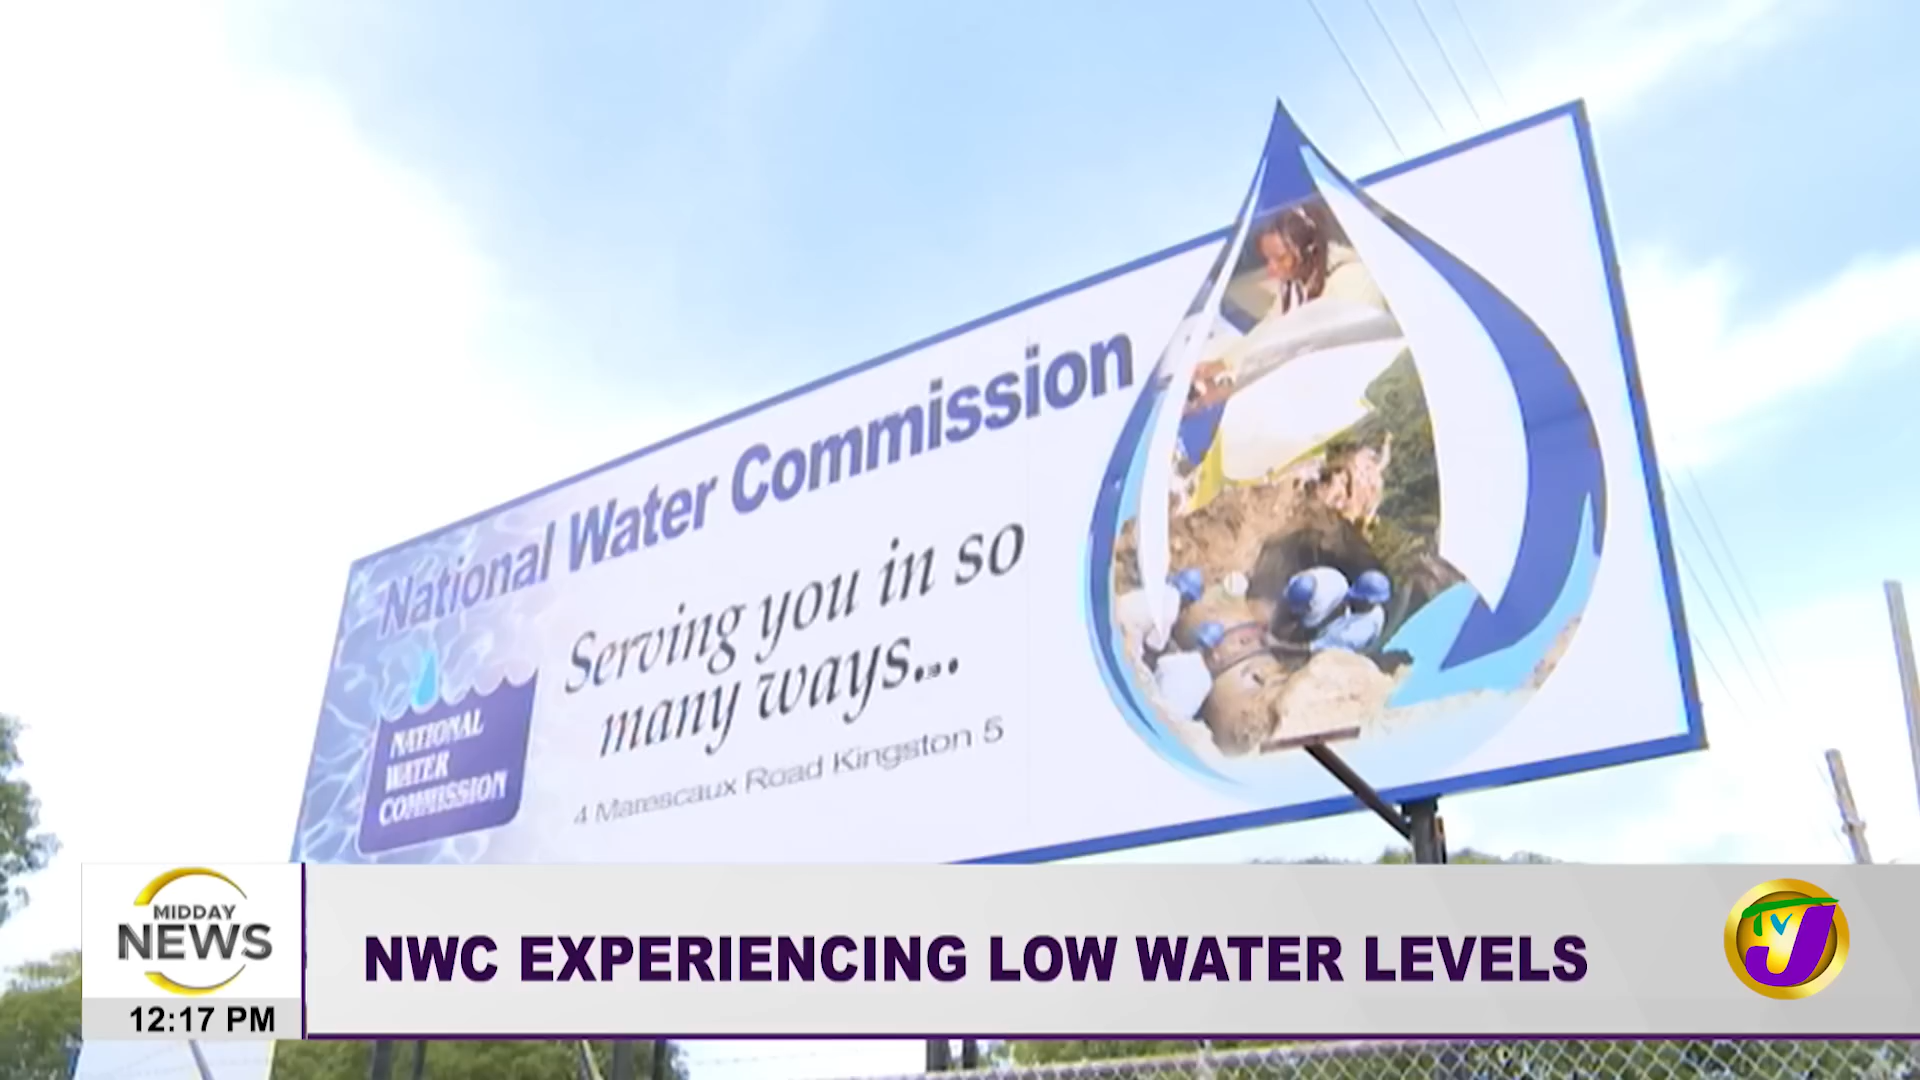 National Water Commission
Serving you in so
many ways...
4 Marescaux Road Kingston 5
NATIONAL
WATER
COMMISSION
MIDDAY
NEWS
12:17 PM
NWC EXPERIENCING LOW WATER LEVELS
TVJ